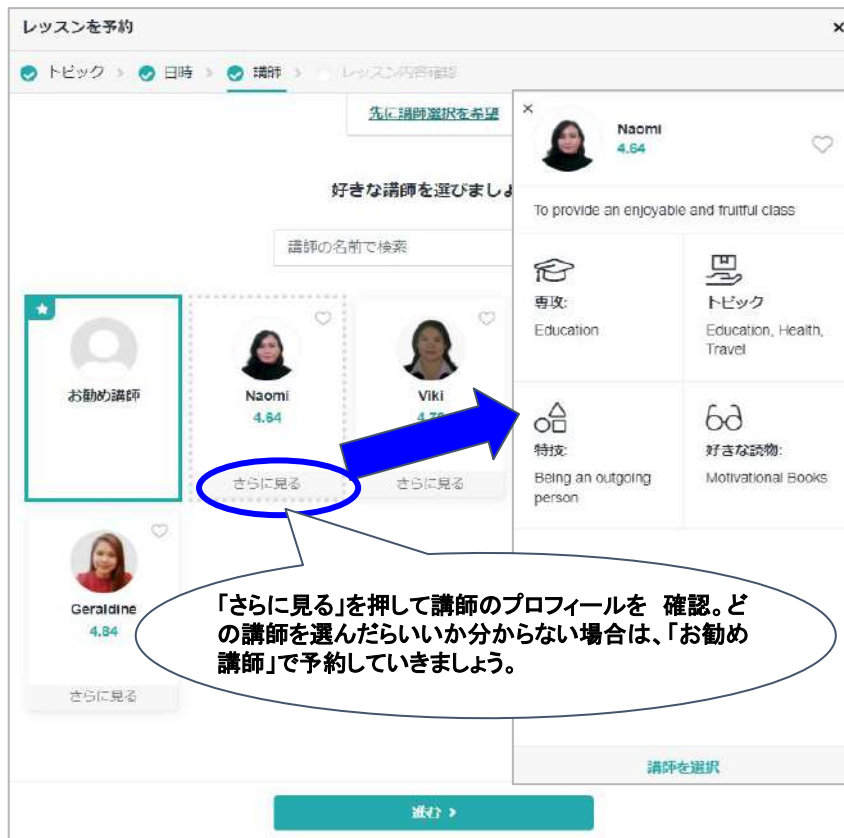 レッスンを予約
×
トピック > 日時 > 講師 > レッスン内容確認
先に講師選択を希望
好きな講師を選びましょ
講師の名前で検索
お勧め講師
Naomi
4.64
さらに見る
Viki
さらに見る
Geraldine
4.84
さらに見る
×
Naomi
4.64
To provide an enjoyable and fruitful class
専攻:
Education
トピック
Education, Health,
Travel
特技:
Being an outgoing
person
好きな読物:
Motivational Books
「さらに見る」を押して講師のプロフィールを 確認。ど
の講師を選んだらいいか分からない場合は、「お勧め
講師」で予約していきましょう。
講師を選択
進む >